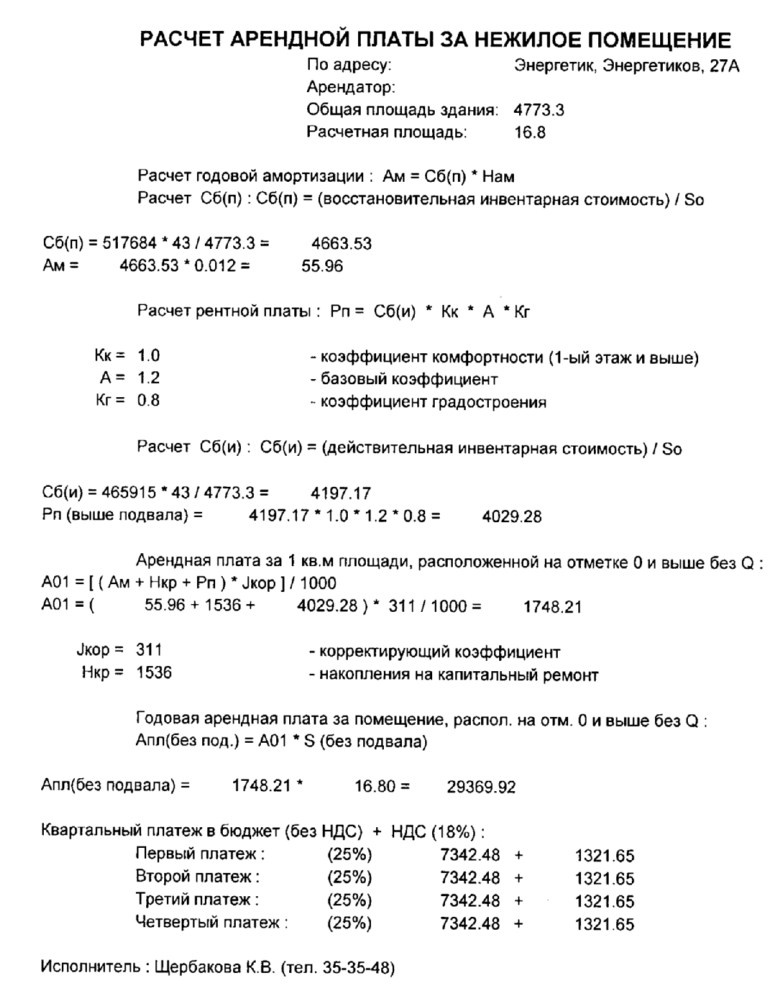 РАСЧЕТ АРЕНДНОЙ ПЛАТЫ ЗА НЕЖИЛОЕ ПОМЕЩЕНИЕ
По адресу: Энергетик, Энергетиков, 27А
Арендатор:
Общая площадь здания: 4773.3
Расчетная площадь: 16.8
Расчет годовой амортизации : Ам = Сб(п) * Нам
Расчет Сб(п) : Сб(п) = (восстановительная инвентарная стоимость) / So
Сб(п) = 517684 * 43 / 4773.3 = 4663.53
Ам = 4663.53 * 0.012 = 55.96
Расчет рентной платы : Рп = Сб(и) * Кк * А * Кг
Кк = 1.0 - коэффициент комфортности (1-ый этаж и выше)
А = 1.2 - базовый коэффициент
Кг = 0.8 - коэффициент градостроения
Расчет Сб(и) : Сб(и) = (действительная инвентарная стоимость) / So
Сб(и) = 465915 * 43 / 4773.3 = 4197.17
Рп (выше подвала) = 4197.17 * 1.0 * 1.2 * 0.8 = 4029.28
Арендная плата за 1 кв.м площади, расположенной на отметке 0 и выше без Q :
А01 = [ ( Ам + Нкр + Рп ) * Јкор ] / 1000
А01 = ( 55.96 + 1536 + 4029.28 ) * 311 / 1000 = 1748.21
Јкор = 311 - корректирующий коэффициент
Нкр = 1536 - накопления на капитальный ремонт
Годовая арендная плата за помещение, распол. на отм. 0 и выше без Q :
Апл(без под.) = А01 * S (без подвала)
Апл(без подвала) = 1748.21 * 16.80 = 29369.92
Квартальный платеж в бюджет (без НДС) + НДС (18%) :
Первый платеж : (25%) 7342.48 + 1321.65
Второй платеж : (25%) 7342.48 + 1321.65
Третий платеж : (25%) 7342.48 + 1321.65
Четвертый платеж : (25%) 7342.48 + 1321.65
Исполнитель : Щербакова К.В. (тел. 35-35-48)